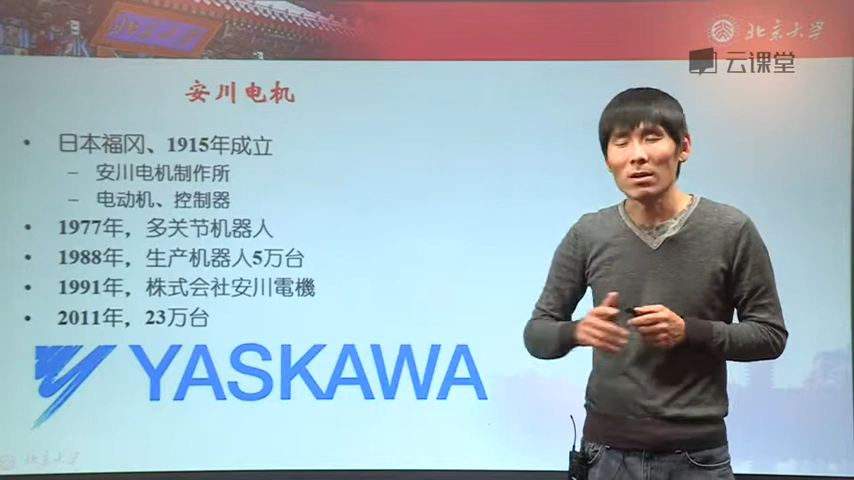 北京大学
云课堂
安川电机
• 日本福冈、1915年成立
– 安川电机制作所
– 电动机、控制器
• 1977年，多关节机器人
• 1988年，生产机器人5万台
• 1991年，株式会社安川電機
• 2011年，23万台
YASKAWA
北京大学